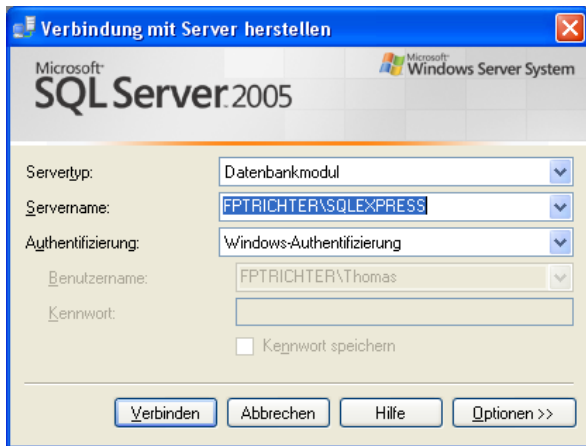 Verbindung mit Server herstellen
Microsoft
SQL Server 2005
Microsoft
Windows Server System
Servertyp:
Datenbankmodul
Servername:
FPTRICHTER\SQLEXPRESS
Authentifizierung:
Windows-Authentifizierung
Benutzername:
FPTRICHTER\Thomas
Kennwort:
Kennwort speichern
Verbinden
Abbrechen
Hilfe
Optionen >>